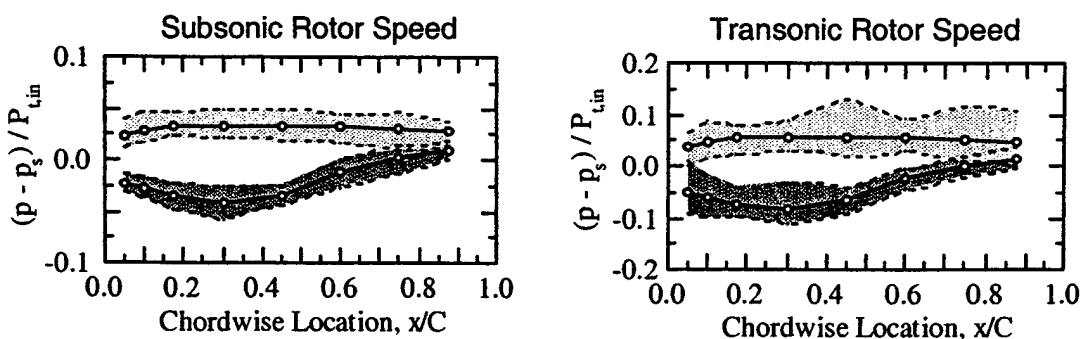 Subsonic Rotor Speed
(p - pₛ) / Pₜ,ᵢₙ
0.1
0.0
-0.1
0.0 0.2 0.4 0.6 0.8 1.0
Chordwise Location, x/C
Transonic Rotor Speed
(p - pₛ) / Pₜ,ᵢₙ
0.2
0.1
0.0
-0.1
-0.2
0.0 0.2 0.4 0.6 0.8 1.0
Chordwise Location, x/C